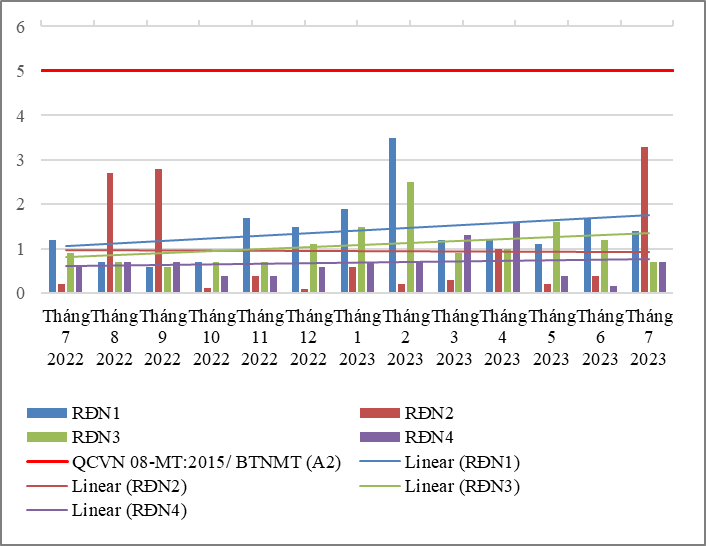 6
5
4
3
2
1
0
Tháng Tháng Tháng Tháng Tháng Tháng Tháng Tháng Tháng Tháng Tháng Tháng Tháng
7 8 9 10 11 12 1 2 3 4 5 6 7
2022 2022 2022 2022 2022 2022 2023 2023 2023 2023 2023 2023 2023
RĐN1 RĐN2
RĐN3 RĐN4
QCVN 08-MT:2015/ BTNMT (A2) Linear (RĐN1)
Linear (RĐN2) Linear (RĐN3)
Linear (RĐN4)